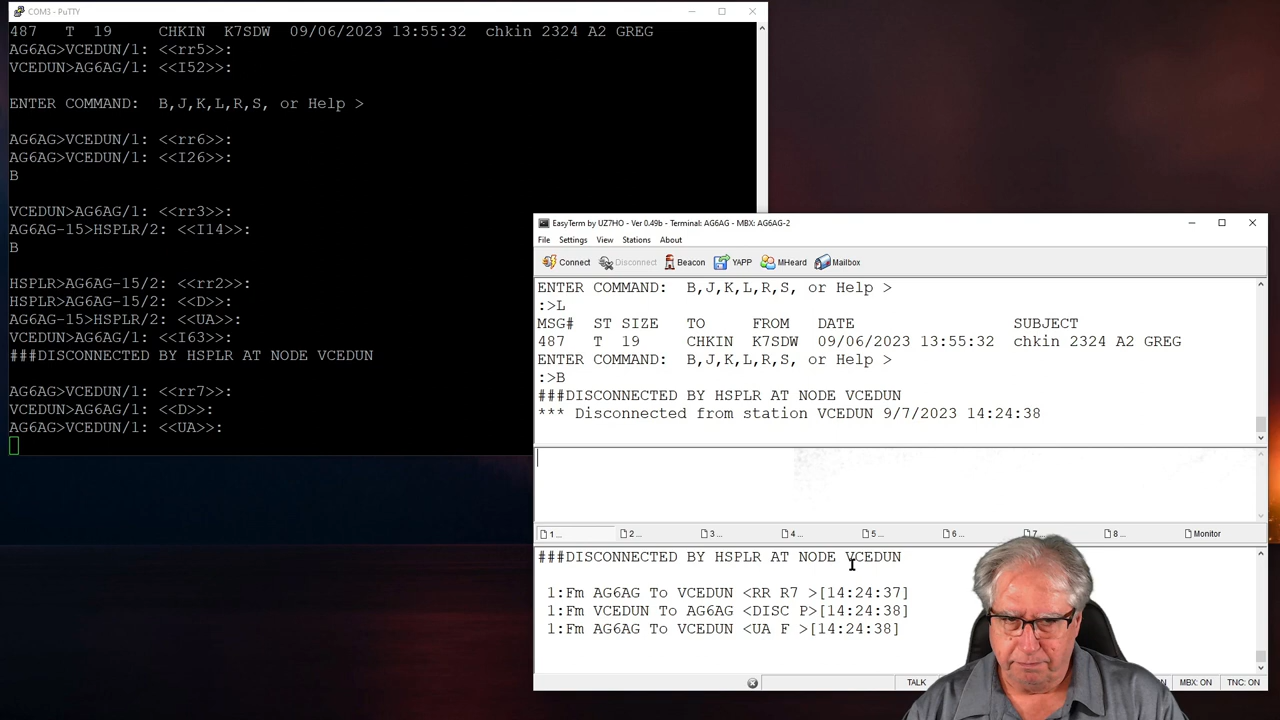 COM3 - PuTTY
487 T 19 CHKIN K7SDW 09/06/2023 13:55:32 chkin 2324 A2 GREG
AG6AG>VCEDUN/1: <<rr5>>:
VCEDUN>AG6AG/1: <<I52>>:
ENTER COMMAND: B,J,K,L,R,S, or Help >
AG6AG>VCEDUN/1: <<rr6>>:
AG6AG>VCEDUN/1: <<I26>>:
B
VCEDUN>AG6AG/1: <<rr3>>:
AG6AG-15>HSPLR/2: <<I14>>:
B
HSPLR>AG6AG-15/2: <<rr2>>:
HSPLR>AG6AG-15/2: <<D>>:
AG6AG-15>HSPLR/2: <<UA>>:
VCEDUN>AG6AG/1: <<I63>>:
###DISCONNECTED BY HSPLR AT NODE VCEDUN
AG6AG>VCEDUN/1: <<rr7>>:
VCEDUN>AG6AG/1: <<D>>:
AG6AG>VCEDUN/1: <<UA>>:
EasyTerm by UZ7HO - Ver 0.49b - Terminal: AG6AG - MBX: AG6AG-2
File Settings View Stations About
Connect Disconnect Beacon YAPP MHeard Mailbox
ENTER COMMAND: B,J,K,L,R,S, or Help >
:>L
MSG# ST SIZE TO FROM DATE SUBJECT
487 T 19 CHKIN K7SDW 09/06/2023 13:55:32 chkin 2324 A2 GREG
ENTER COMMAND: B,J,K,L,R,S, or Help >
:>B
###DISCONNECTED BY HSPLR AT NODE VCEDUN
*** Disconnected from station VCEDUN 9/7/2023 14:24:38
1 ... 2 ... 3 ... 4 ... 5 ... 6 ... 7 ... 8 ... Monitor
###DISCONNECTED BY HSPLR AT NODE VCEDUN
1:Fm AG6AG To VCEDUN <RR R7 >[14:24:37]
1:Fm VCEDUN To AG6AG <DISC P>[14:24:38]
1:Fm AG6AG To VCEDUN <UA F >[14:24:38]
TALK MBX: ON TNC: ON